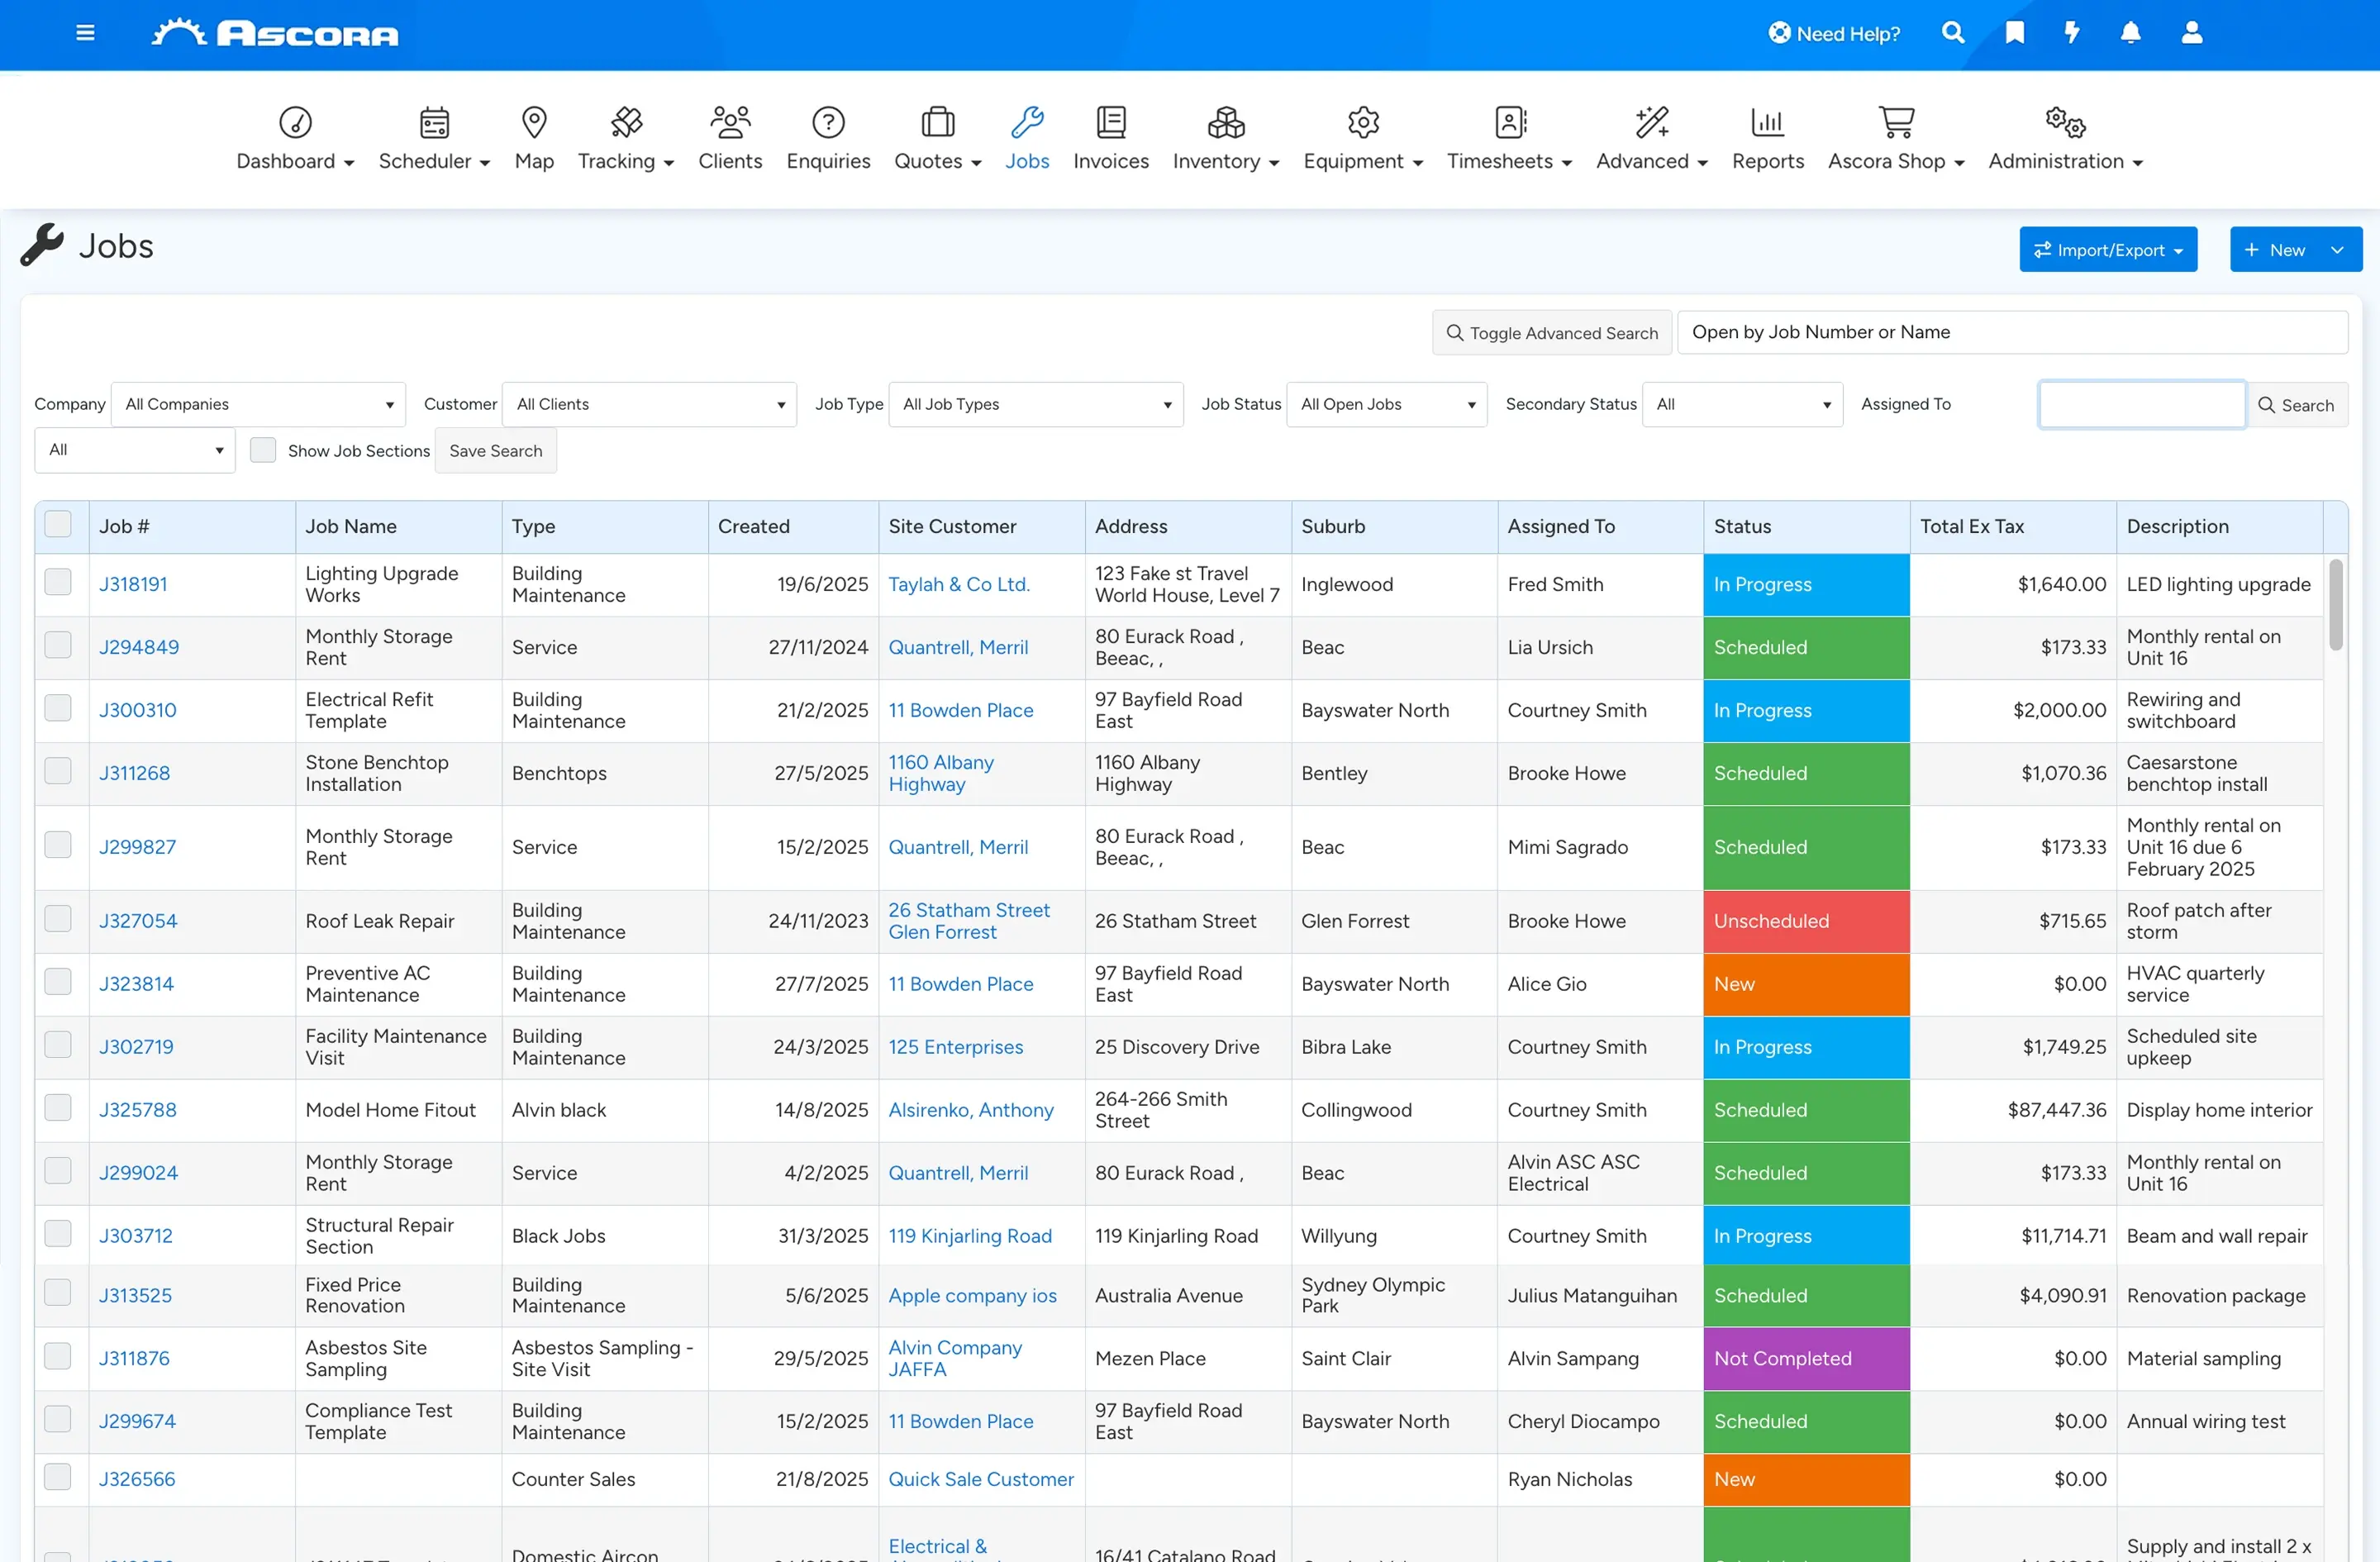 ASCORA
Need Help?
Dashboard Scheduler Map Tracking Clients Enquiries Quotes Jobs Invoices Inventory Equipment Timesheets Advanced Reports Ascora Shop Administration
Jobs
Import/Export
+ New
Toggle Advanced Search
Open by Job Number or Name
Company All Companies Customer All Clients Job Type All Job Types Job Status All Open Jobs Secondary Status All Assigned To
Search
All Show Job Sections Save Search
Job # Job Name Type Created Site Customer Address Suburb Assigned To Status Total Ex Tax Description
J318191 Lighting Upgrade Works Building Maintenance 19/6/2025 Taylah & Co Ltd. 123 Fake st Travel World House, Level 7 Inglewood Fred Smith In Progress $1,640.00 LED lighting upgrade
J294849 Monthly Storage Rent Service 27/11/2024 Quantrell, Merril 80 Eurack Road , Beeac, , Beac Lia Ursich Scheduled $173.33 Monthly rental on Unit 16
J300310 Electrical Refit Template Building Maintenance 21/2/2025 11 Bowden Place 97 Bayfield Road East Bayswater North Courtney Smith In Progress $2,000.00 Rewiring and switchboard
J311268 Stone Benchtop Installation Benchtops 27/5/2025 1160 Albany Highway 1160 Albany Highway Bentley Brooke Howe Scheduled $1,070.36 Caesarstone benchtop install
J299827 Monthly Storage Rent Service 15/2/2025 Quantrell, Merril 80 Eurack Road , Beeac, , Beac Mimi Sagrado Scheduled $173.33 Monthly rental on Unit 16 due 6 February 2025
J327054 Roof Leak Repair Building Maintenance 24/11/2023 26 Statham Street Glen Forrest 26 Statham Street Glen Forrest Brooke Howe Unscheduled $715.65 Roof patch after storm
J323814 Preventive AC Maintenance Building Maintenance 27/7/2025 11 Bowden Place 97 Bayfield Road East Bayswater North Alice Gio New $0.00 HVAC quarterly service
J302719 Facility Maintenance Visit Building Maintenance 24/3/2025 125 Enterprises 25 Discovery Drive Bibra Lake Courtney Smith In Progress $1,749.25 Scheduled site upkeep
J325788 Model Home Fitout Alvin black 14/8/2025 Alsirenko, Anthony 264-266 Smith Street Collingwood Courtney Smith Scheduled $87,447.36 Display home interior
J299024 Monthly Storage Rent Service 4/2/2025 Quantrell, Merril 80 Eurack Road , Beac Alvin ASC ASC Electrical Scheduled $173.33 Monthly rental on Unit 16
J303712 Structural Repair Section Black Jobs 31/3/2025 119 Kinjarling Road 119 Kinjarling Road Willyung Courtney Smith In Progress $11,714.71 Beam and wall repair
J313525 Fixed Price Renovation Building Maintenance 5/6/2025 Apple company ios Australia Avenue Sydney Olympic Park Julius Matanguihan Scheduled $4,090.91 Renovation package
J311876 Asbestos Site Sampling Asbestos Sampling - Site Visit 29/5/2025 Alvin Company JAFFA Mezen Place Saint Clair Alvin Sampang Not Completed $0.00 Material sampling
J299674 Compliance Test Template Building Maintenance 15/2/2025 11 Bowden Place 97 Bayfield Road East Bayswater North Cheryl Diocampo Scheduled $0.00 Annual wiring test
J326566 Counter Sales 21/8/2025 Quick Sale Customer Ryan Nicholas New $0.00
Domestic Aircon Electrical & 16/41 Catalano Road Supply and install 2 x